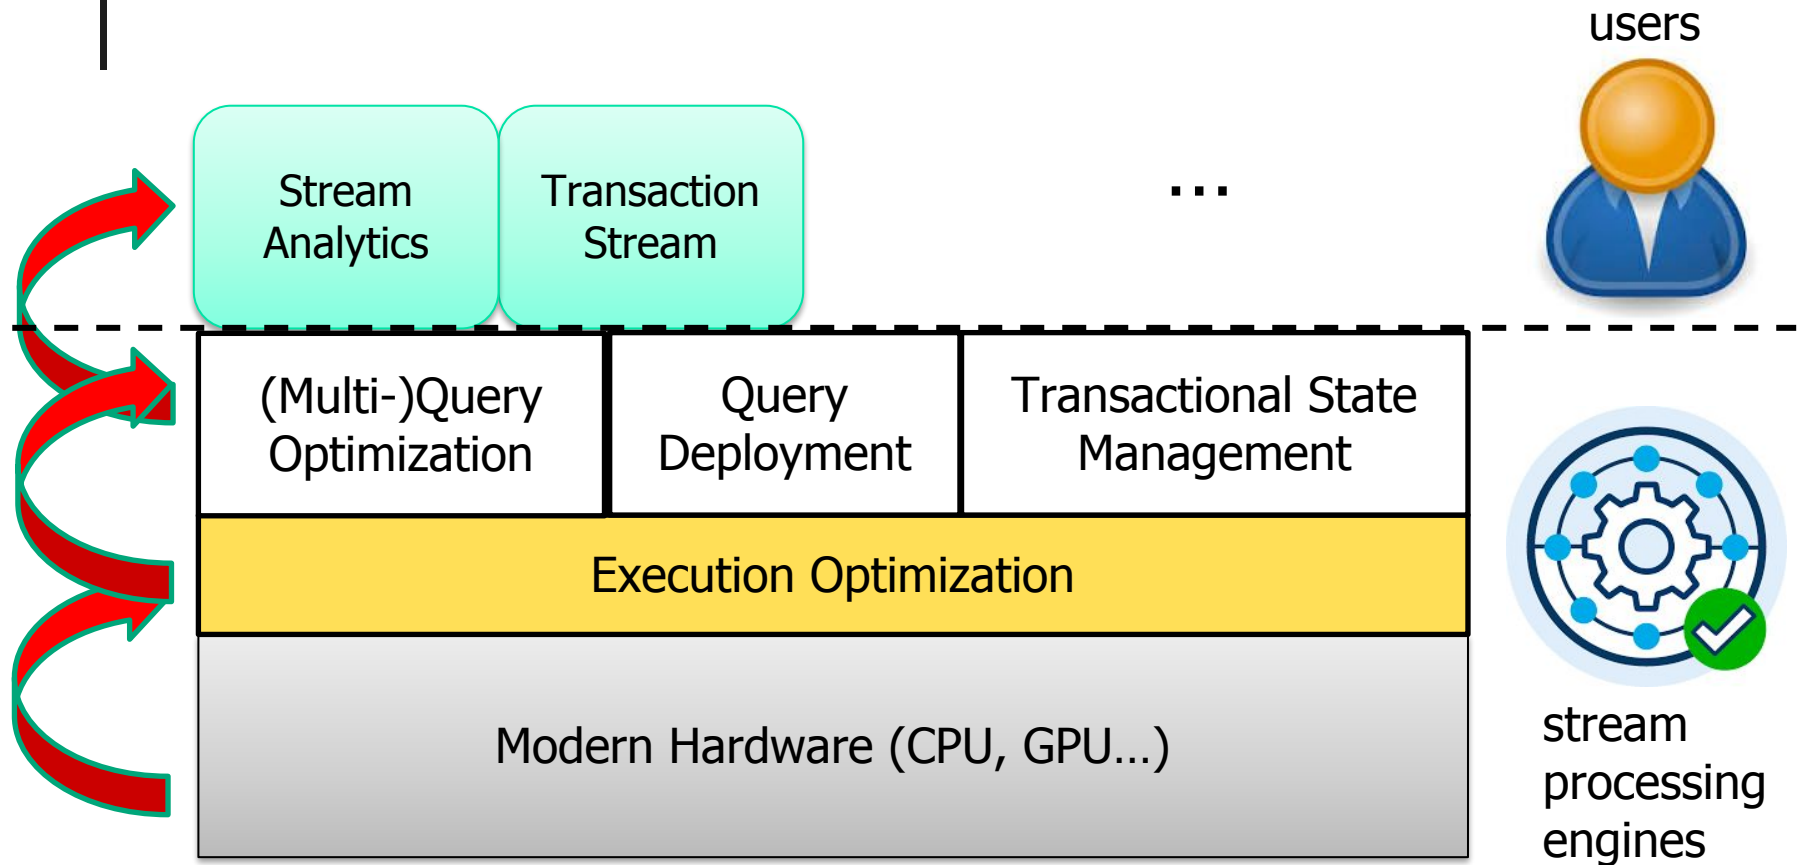 users
Stream
Analytics
Transaction
Stream
...
(Multi-)Query
Optimization
Query
Deployment
Transactional State
Management
Execution Optimization
Modern Hardware (CPU, GPU…)
stream
processing
engines